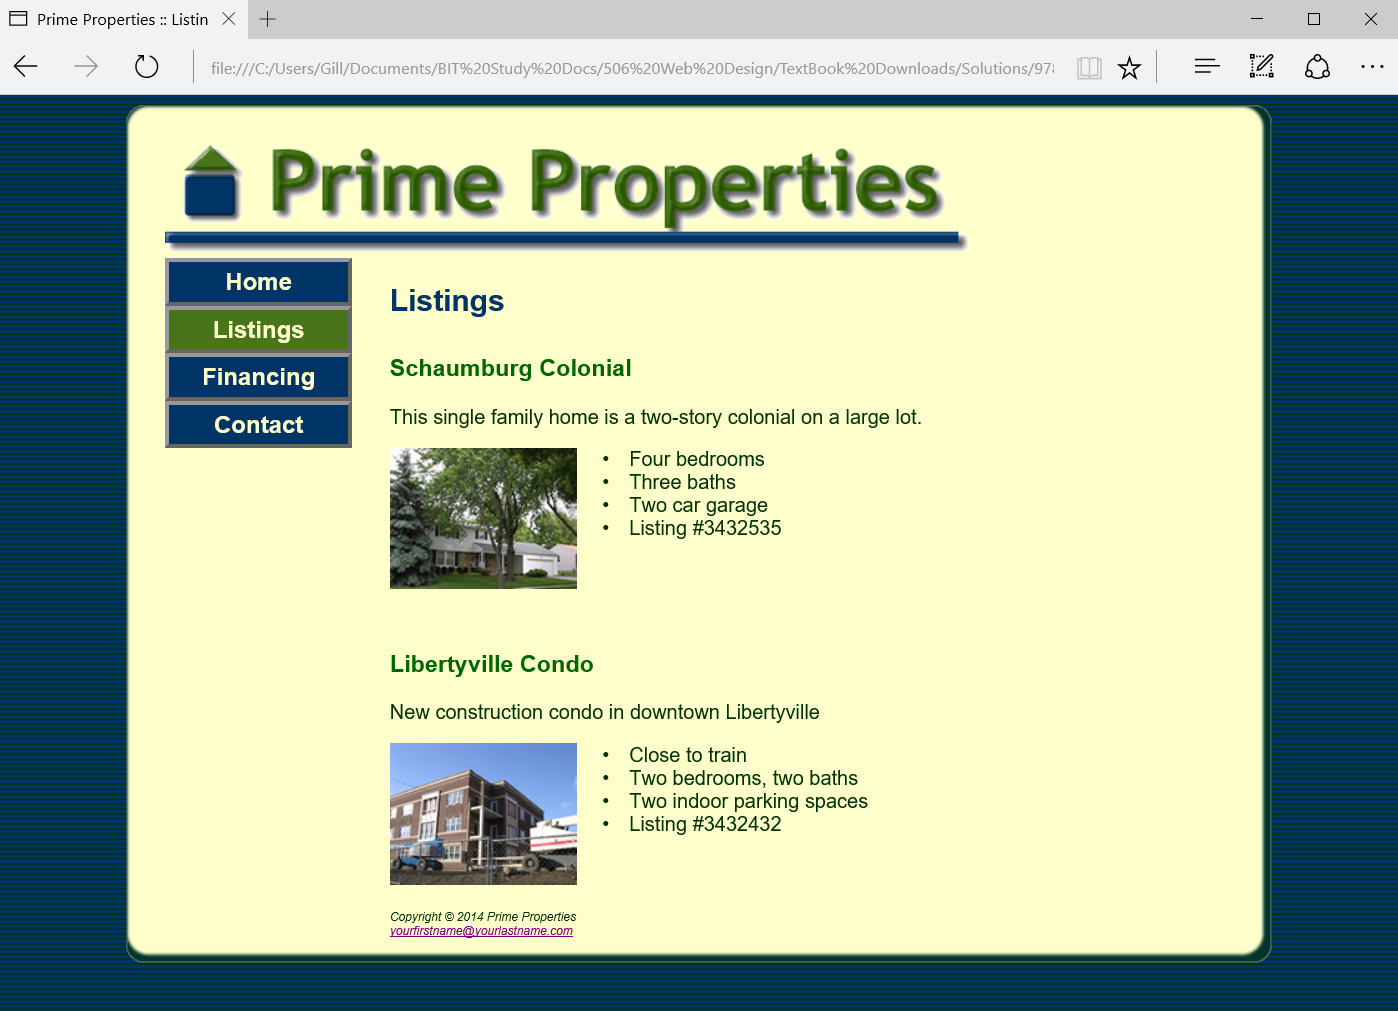 Prime Properties :: Listin
file:///C:/Users/Gill/Documents/BIT%20Study%20Docs/506%20Web%20Design/TextBook%20Downloads/Solutions/978
Prime Properties
Home
Listings
Financing
Contact
Listings
Schaumburg Colonial
This single family home is a two-story colonial on a large lot.
• Four bedrooms
• Three baths
• Two car garage
• Listing #3432535
Libertyville Condo
New construction condo in downtown Libertyville
• Close to train
• Two bedrooms, two baths
• Two indoor parking spaces
• Listing #3432432
Copyright © 2014 Prime Properties
yourfirstname@yourlastname.com